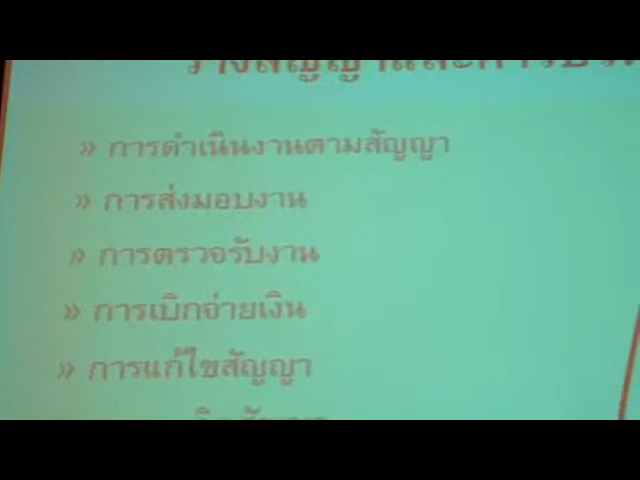 » การดำเนินงานตามสัญญา
» การส่งมอบงาน
» การตรวจรับงาน
» การเบิกจ่ายเงิน
» การแก้ไขสัญญา